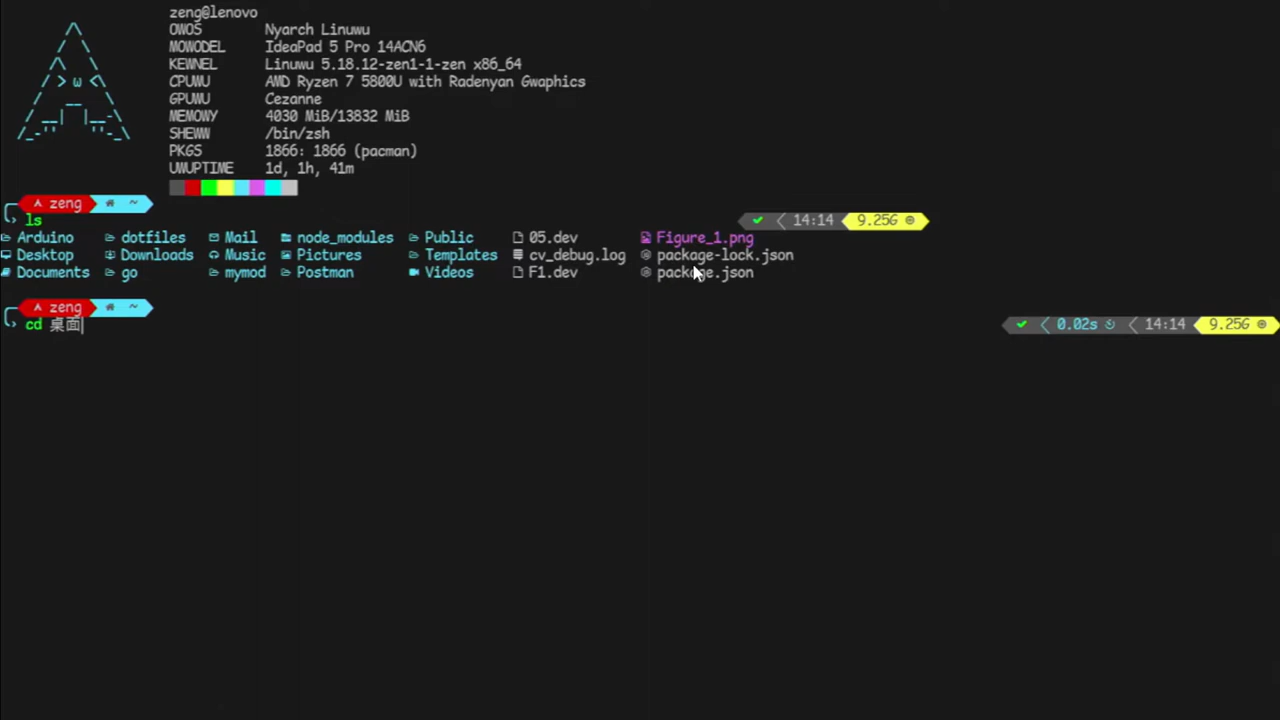 zeng@lenovo
OWOS Nyarch Linuwu
MOWODEL IdeaPad 5 Pro 14ACN6
KEWNEL Linuwu 5.18.12-zen1-1-zen x86_64
CPUWU AMD Ryzen 7 5800U with Radenyan Gwaphics
GPUWU Cezanne
MEMOWY 4030 MiB/13832 MiB
SHEWW /bin/zsh
PKGS 1866: 1866 (pacman)
UWUPTIME 1d, 1h, 41m
zeng ~
ls 14:14 9.25G
Arduino dotfiles Mail node_modules Public 05.dev Figure_1.png
Desktop Downloads Music Pictures Templates cv_debug.log package-lock.json
Documents go mymod Postman Videos F1.dev package.json
zeng ~
cd 桌面 0.02s 14:14 9.25G